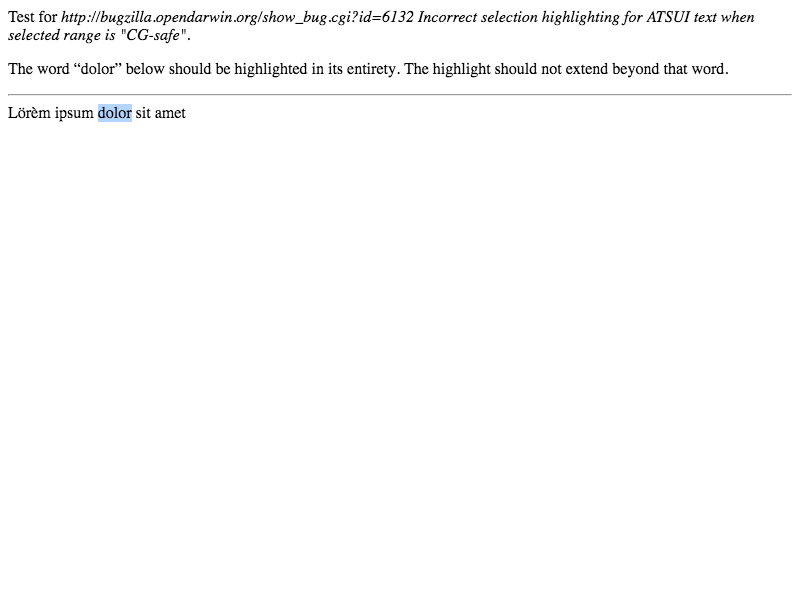 Test for http://bugzilla.opendarwin.org/show_bug.cgi?id=6132 Incorrect selection highlighting for ATSUI text when
selected range is "CG-safe".
The word “dolor” below should be highlighted in its entirety. The highlight should not extend beyond that word.
Lörèm ipsum dolor sit amet